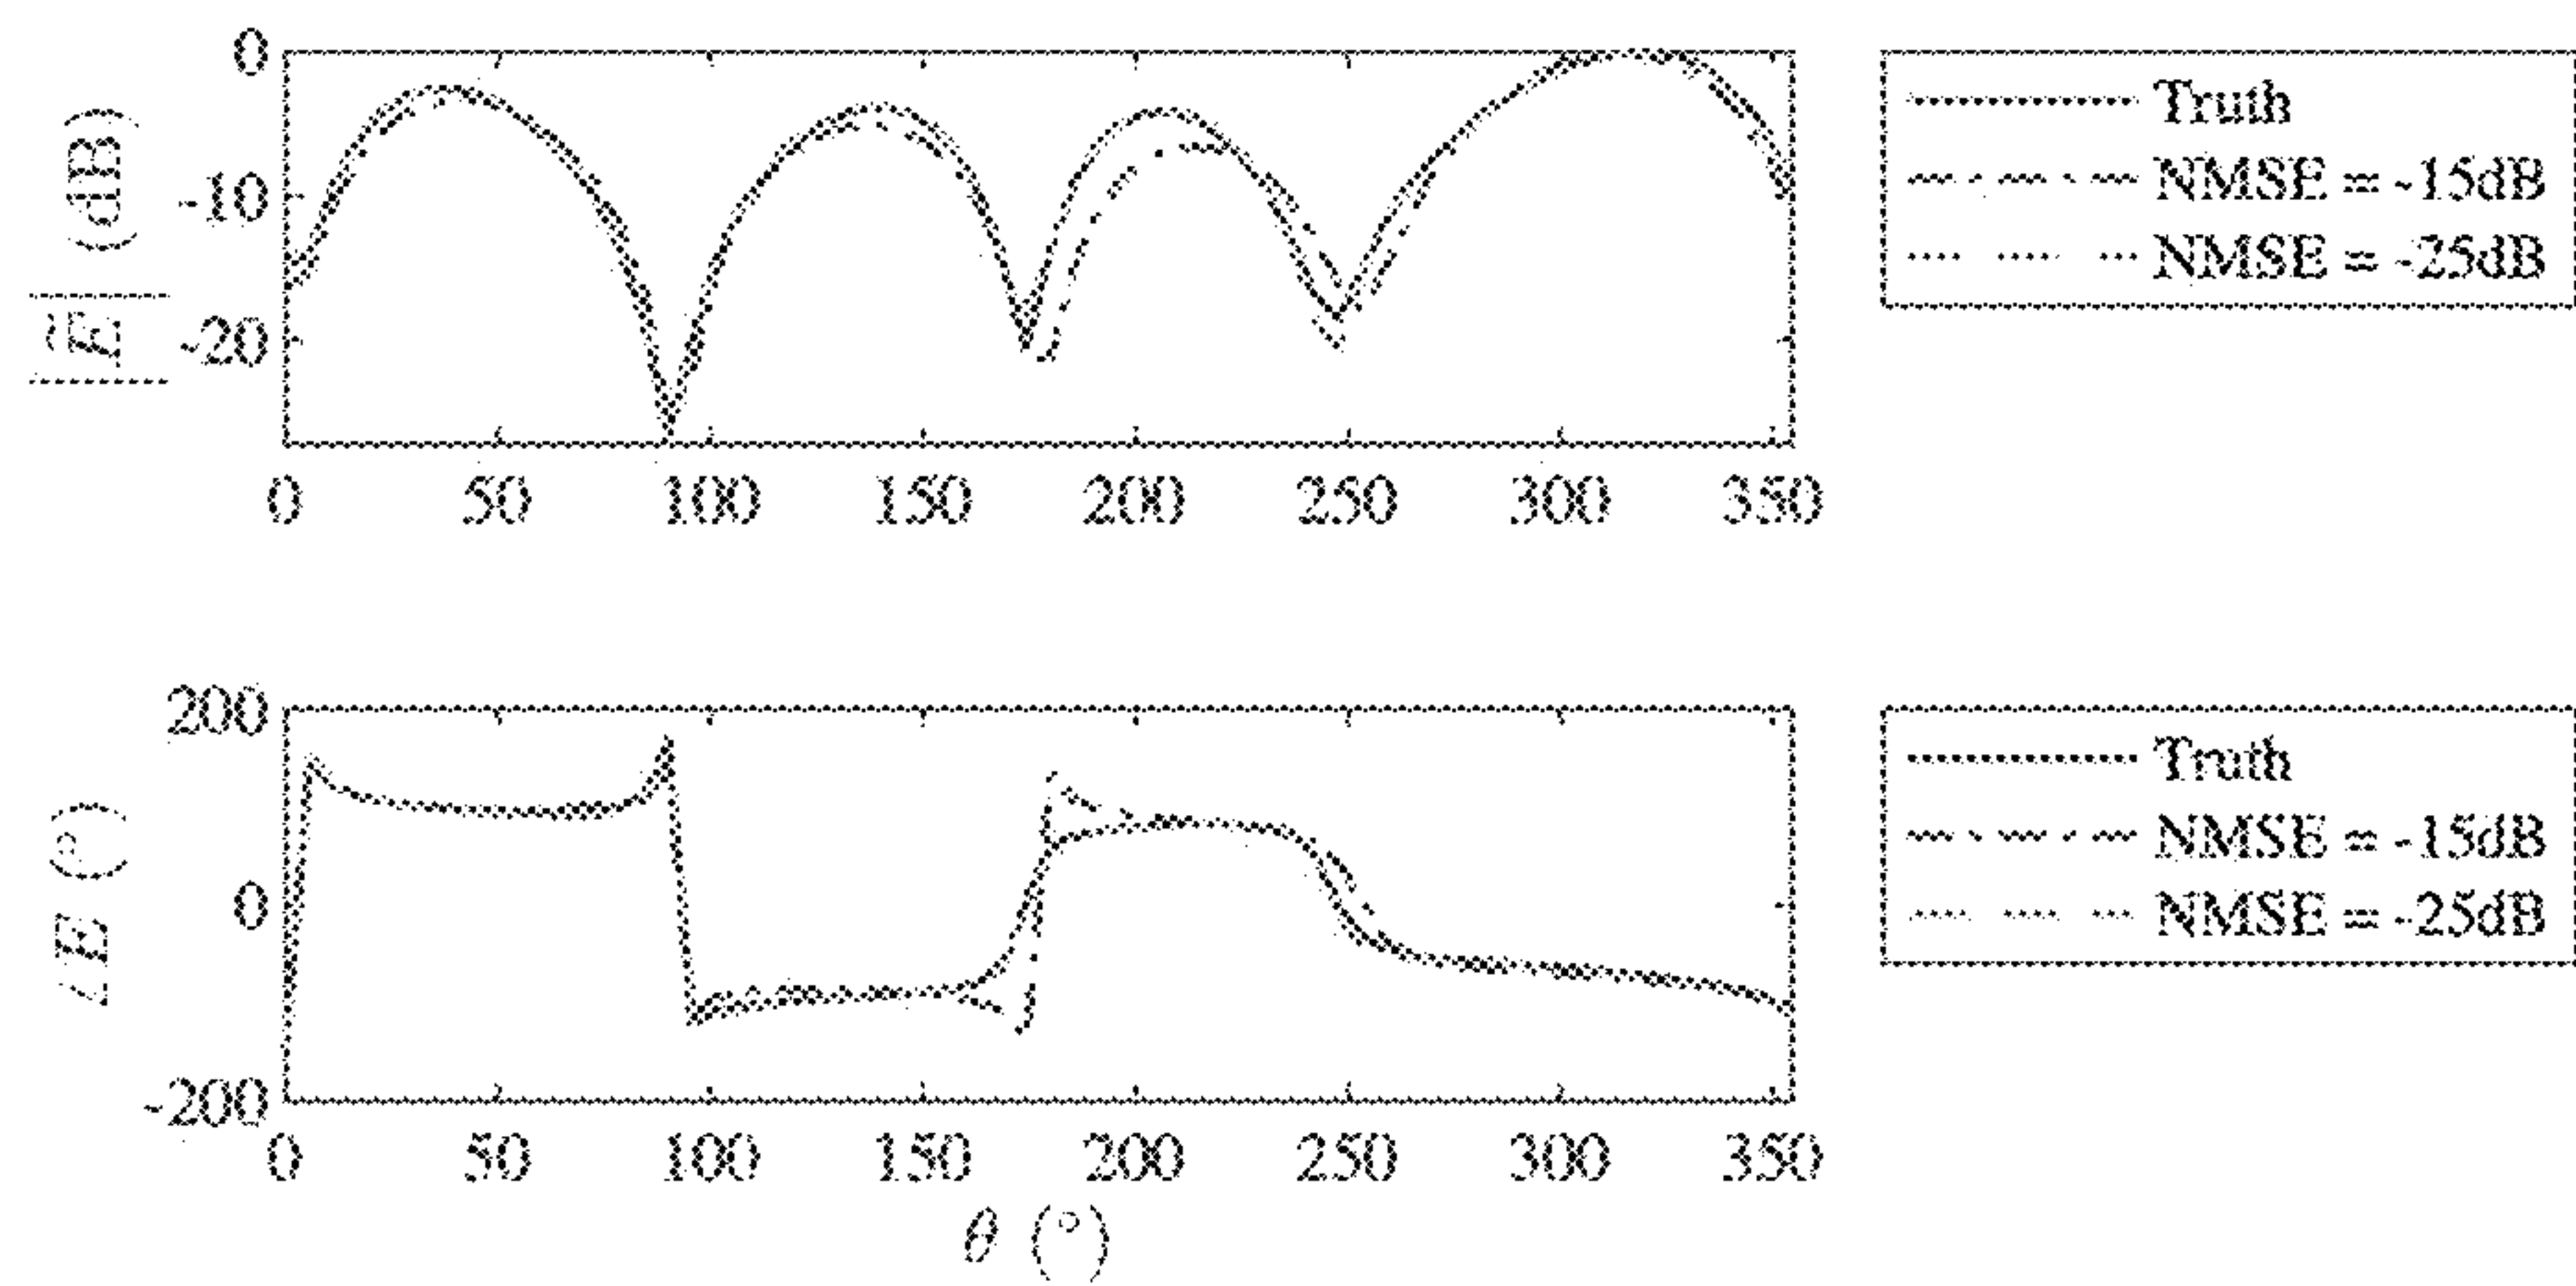 0
-10
-20
|Ẽ| (dB)
0 50 100 150 200 250 300 350
Truth
NMSE = -15dB
NMSE = -25dB
200
0
-200
∠E (°)
0 50 100 150 200 250 300 350
θ (°)
Truth
NMSE = -15dB
NMSE = -25dB